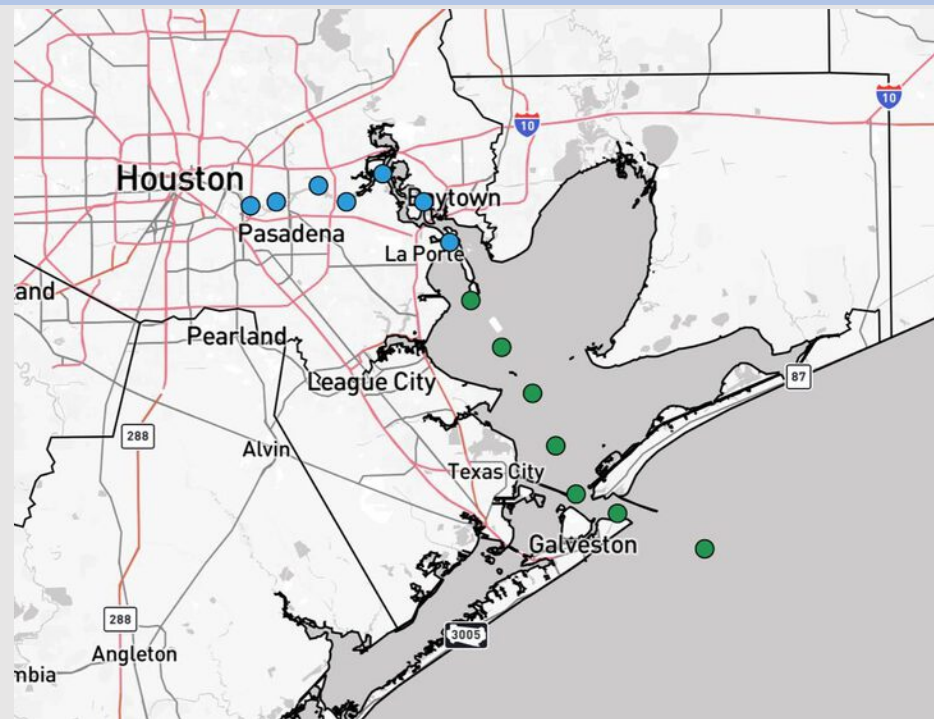 10
10
Houston
Baytown
Pasadena
La Porte
and
Pearland
League City
87
288
Alvin
Texas City
Galveston
288
3005
Angleton
mbia